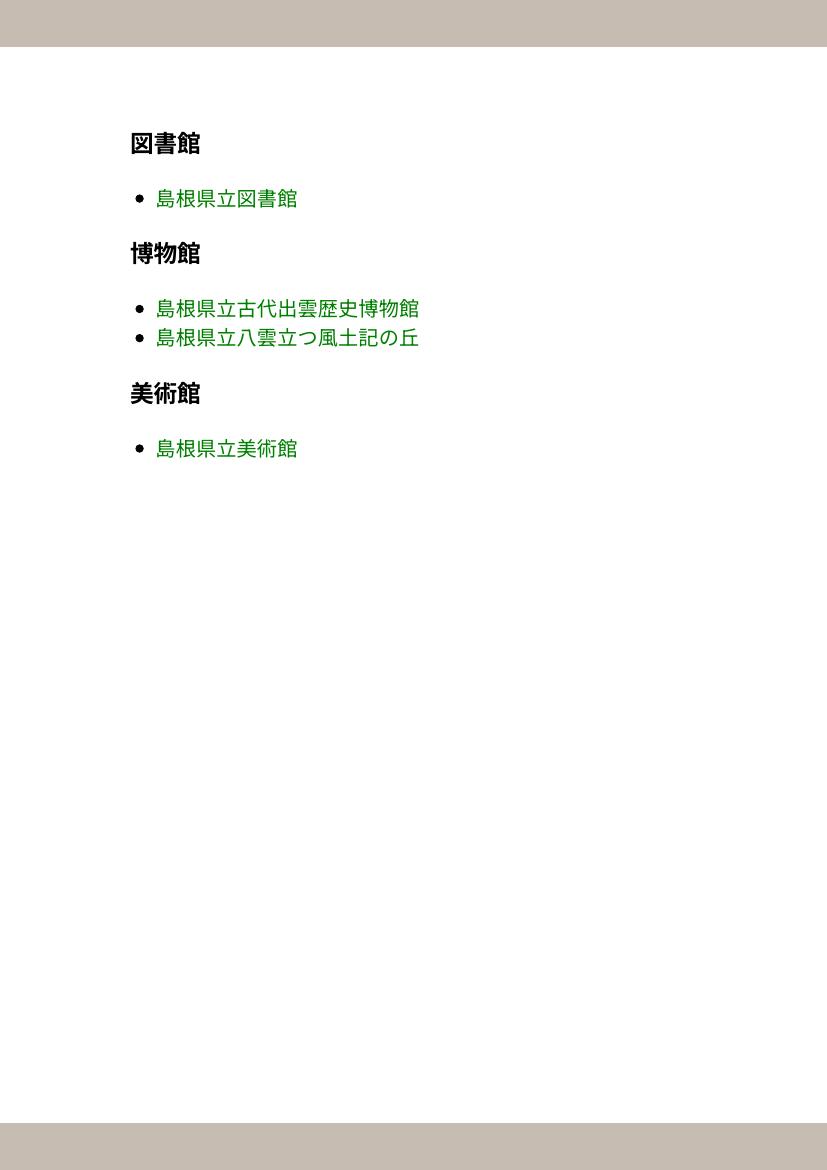 図書館
島根県立図書館
博物館
島根県立古代出雲歴史博物館
島根県立八雲立つ風土記の丘
美術館
島根県立美術館